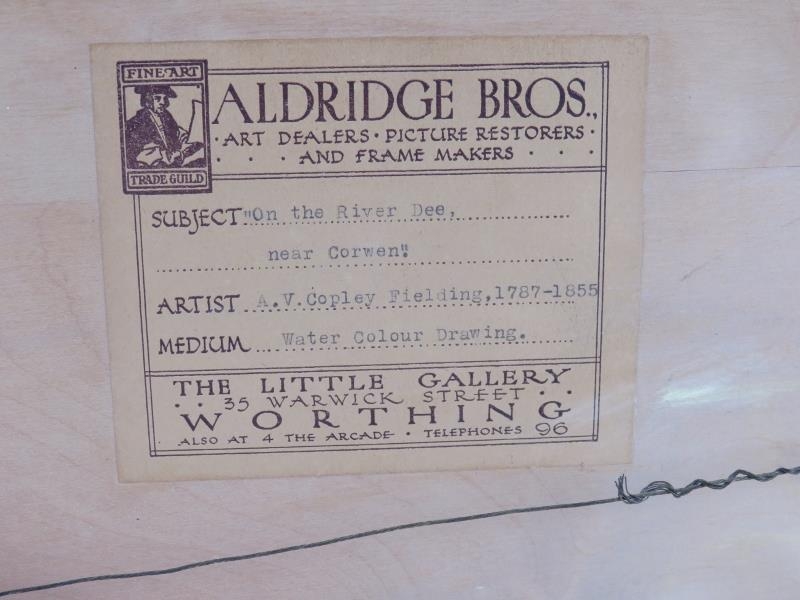 FINE ART
TRADE GUILD
ALDRIDGE BROS.,
· ART DEALERS · PICTURE RESTORERS ·
· · · AND FRAME MAKERS · · ·
SUBJECT "On the River Dee,
near Corwen".
ARTIST A.V.Copley Fielding,1787-1855
MEDIUM Water Colour Drawing.
THE LITTLE GALLERY
· · 35 WARWICK STREET · ·
WORTHING
ALSO AT 4 THE ARCADE · TELEPHONES 96